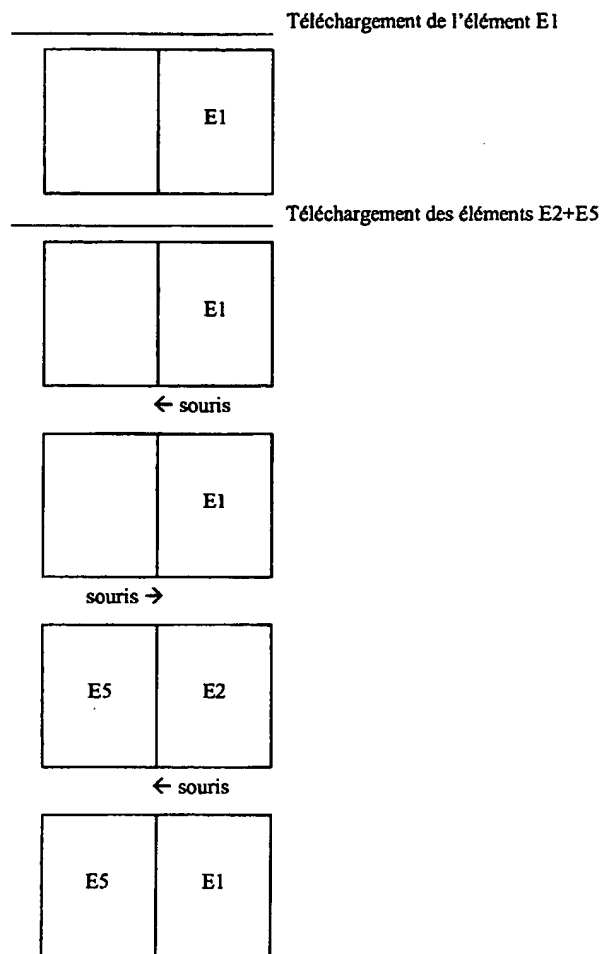 Téléchargement de l'élément E1
E1
Téléchargement des éléments E2+E5
E1
← souris
E1
souris →
E5 E2
← souris
E5 E1